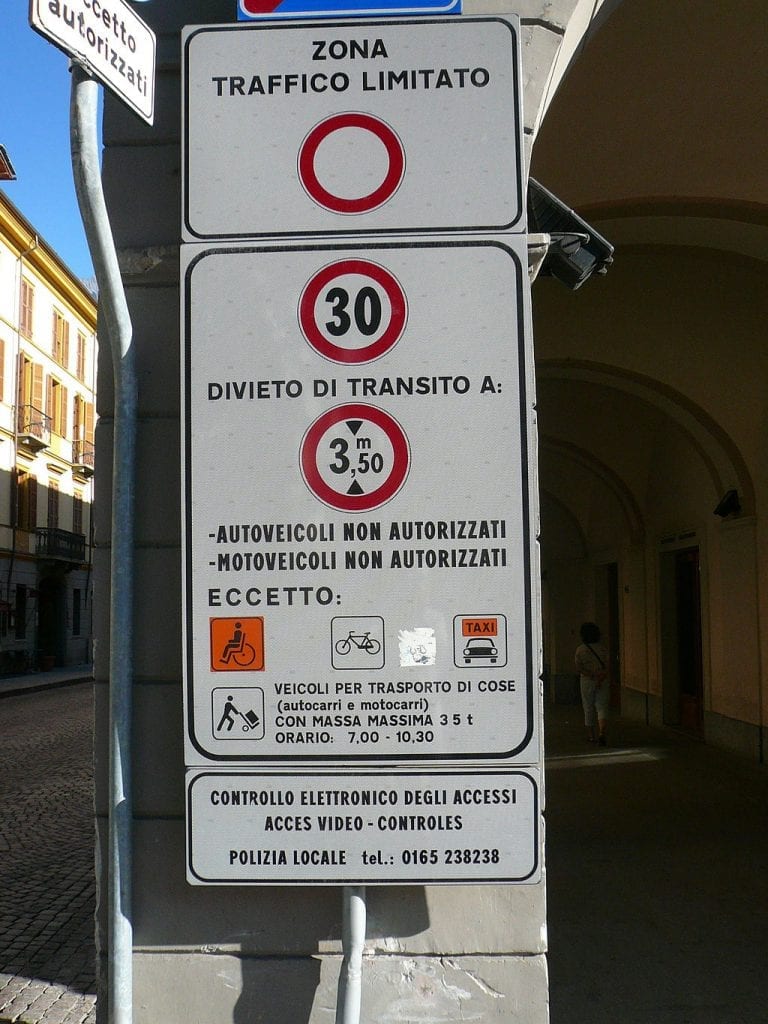 autorizzati
ZONA
TRAFFICO LIMITATO
30
DIVIETO DI TRANSITO A:
3,50 m
-AUTOVEICOLI NON AUTORIZZATI
-MOTOVEICOLI NON AUTORIZZATI
ECCETTO:
TAXI
VEICOLI PER TRASPORTO DI COSE
(autocarri e motocarri)
CON MASSA MASSIMA 3 5 t
ORARIO: 7,00 - 10,30
CONTROLLO ELETTRONICO DEGLI ACCESSI
ACCES VIDEO - CONTROLES
POLIZIA LOCALE tel.: 0165 238238